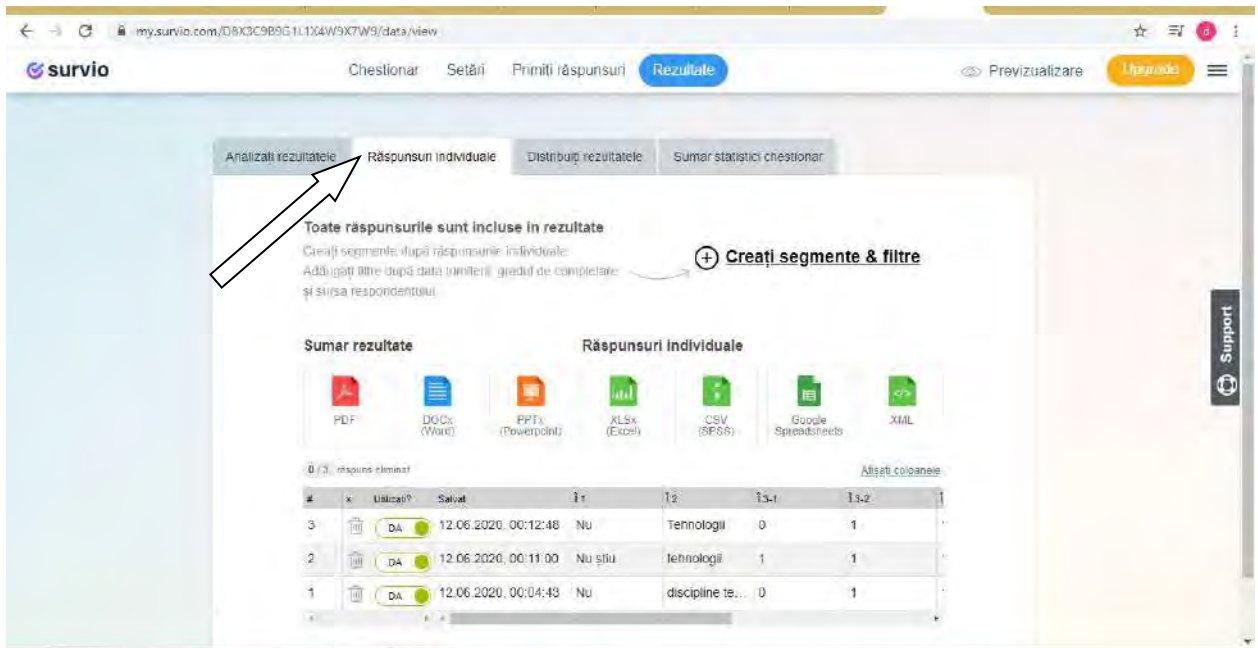 my.survio.com/D8X3C9B9G1L1X4W9X7W9/data/view
d
survio Chestionar Setări Primiți răspunsuri Rezultate Previzualizare Upgrade
Analizați rezultatele Răspunsuri individuale Distribuiți rezultatele Sumar statistici chestionar
Toate răspunsurile sunt incluse in rezultate
Creați segmente după răspunsurile individuale.
Adăugați filtre după data trimiterii, gradul de completare
și sursa respondentului.
Creați segmente & filtre
Support
Sumar rezultate Răspunsuri individuale
PDF DOCx PPTx XLSx CSV Google XML
(Word) (Powerpoint) (Excel) (SPSS) Spreadsheets
0 / 3 răspuns eliminat Afișați coloanele
# x Utilizați? Salvat Î1 Î2 Î3-1 Î3-2
3 DA 12.06.2020, 00:12:48 Nu Tehnologii 0 1
2 DA 12.06.2020, 00:11:00 Nu știu tehnologii 1 1
1 DA 12.06.2020, 00:04:43 Nu discipline te... 0 1